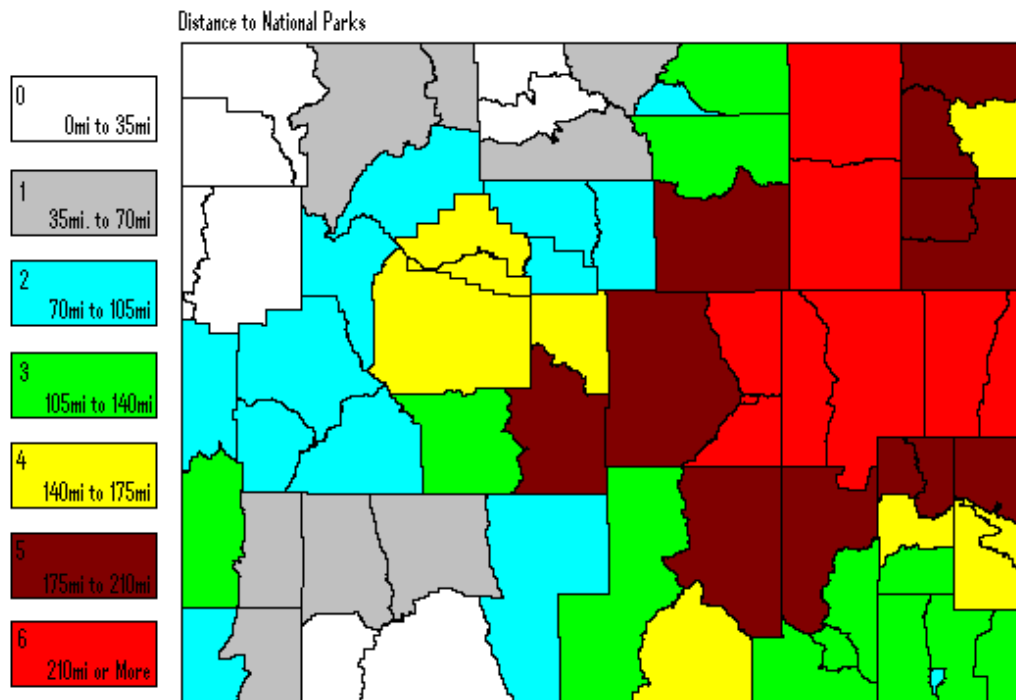 Distance to National Parks
0
0mi to 35mi
1
35mi. to 70mi
2
70mi to 105mi
3
105mi to 140mi
4
140mi to 175mi
5
175mi to 210mi
6
210mi or More